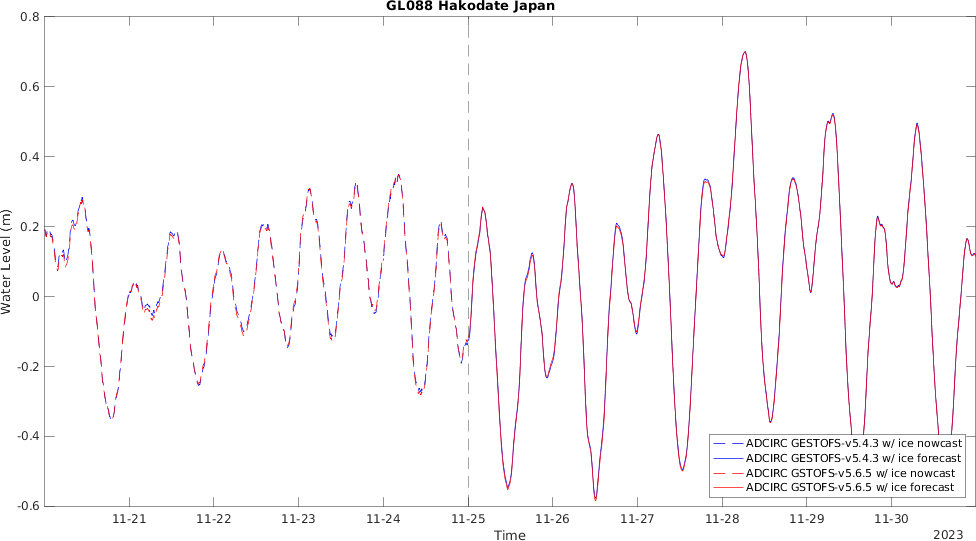 GL088 Hakodate Japan
0.8
0.6
0.4
0.2
0
-0.2
-0.4
-0.6
Water Level (m)
ADCIRC GESTOFS-v5.4.3 w/ ice nowcast
ADCIRC GESTOFS-v5.4.3 w/ ice forecast
ADCIRC GSTOFS-v5.6.5 w/ ice nowcast
ADCIRC GSTOFS-v5.6.5 w/ ice forecast
11-21 11-22 11-23 11-24 11-25 11-26 11-27 11-28 11-29 11-30
Time
2023